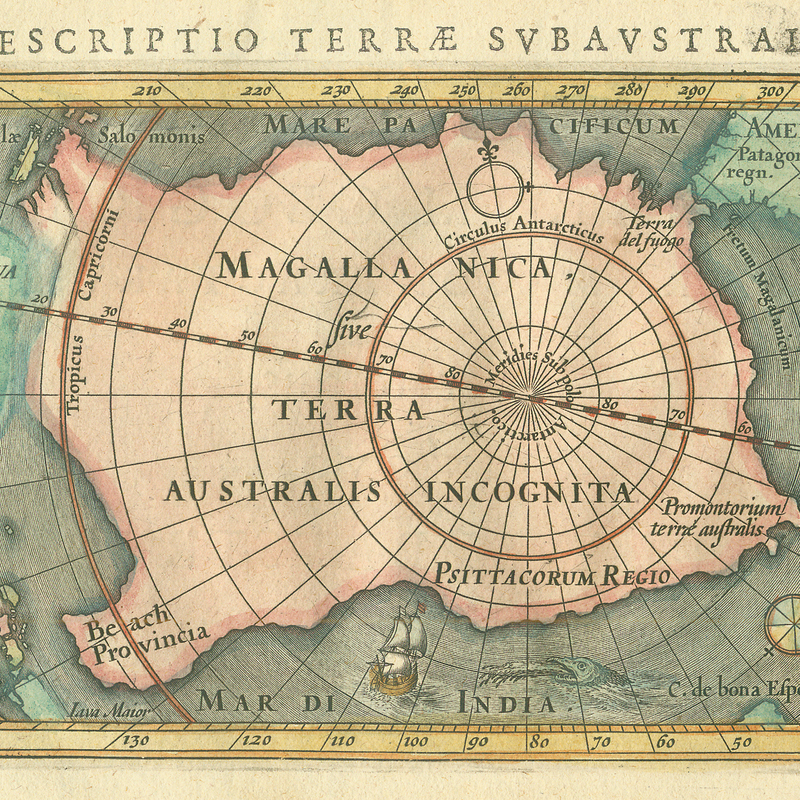 ESCRIPTIO TERRÆ SVBAVSTRAL
210 220 230 240 250 260 270 280 290 300
Salomonis
MARE PACIFICUM
AME
Patagon
regn.
læ
Capricorni
Circulus Antarcticus
Terra
del fuogo
Fretum Magellanicum
MAGALLANICA,
sive
20 30 40 50 60 70 80
Tropicus
Meridies Sub polo
Antarctico.
80 70 60
TERRA
AUSTRALIS INCOGNITA
Promontorium
terræ australis
PSITTACORUM REGIO
Beach
Provincia
C. de bona Espe
Iava Maior
MAR DI INDIA.
130 120 110 100 90 80 70 60 50